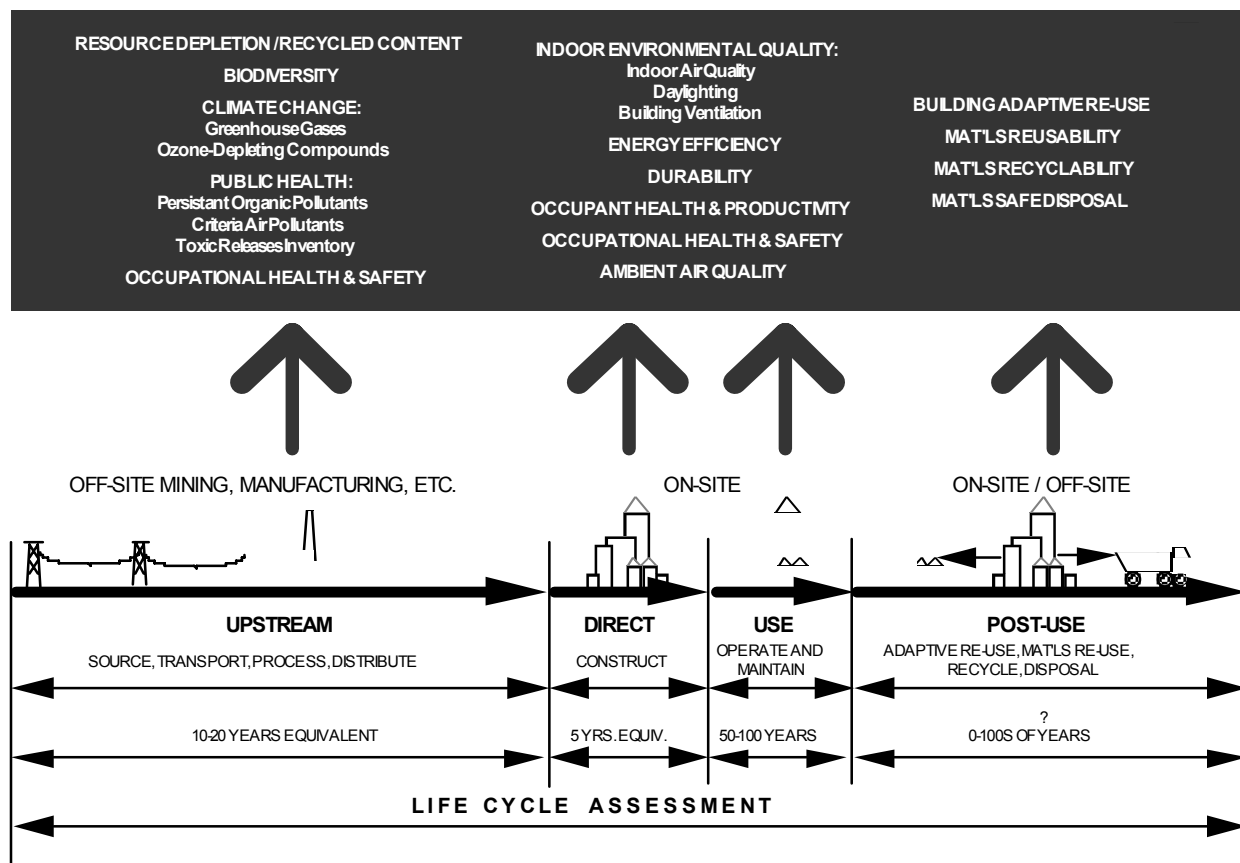 RESOURCE DEPLETION / RECYCLED CONTENT
BIODIVERSITY
CLIMATE CHANGE:
Greenhouse Gases
Ozone-Depleting Compounds
PUBLIC HEALTH:
Persistant Organic Pollutants
Criteria Air Pollutants
Toxic Releases Inventory
OCCUPATIONAL HEALTH & SAFETY
INDOOR ENVIRONMENTAL QUALITY:
Indoor Air Quality
Daylighting
Building Ventilation
ENERGY EFFICIENCY
DURABILITY
OCCUPANT HEALTH & PRODUCTIVITY
OCCUPATIONAL HEALTH & SAFETY
AMBIENT AIR QUALITY
BUILDING ADAPTIVE RE-USE
MAT'LS REUSABILITY
MAT'LS RECYCLABILITY
MAT'LS SAFE DISPOSAL
OFF-SITE MINING, MANUFACTURING, ETC.
ON-SITE
ON-SITE / OFF-SITE
UPSTREAM
SOURCE, TRANSPORT, PROCESS, DISTRIBUTE
DIRECT
CONSTRUCT
USE
OPERATE AND
MAINTAIN
POST-USE
ADAPTIVE RE-USE, MAT'LS RE-USE,
RECYCLE, DISPOSAL
10-20 YEARS EQUIVALENT
5 YRS. EQUIV.
50-100 YEARS
?
0-100S OF YEARS
LIFE CYCLE ASSESSMENT